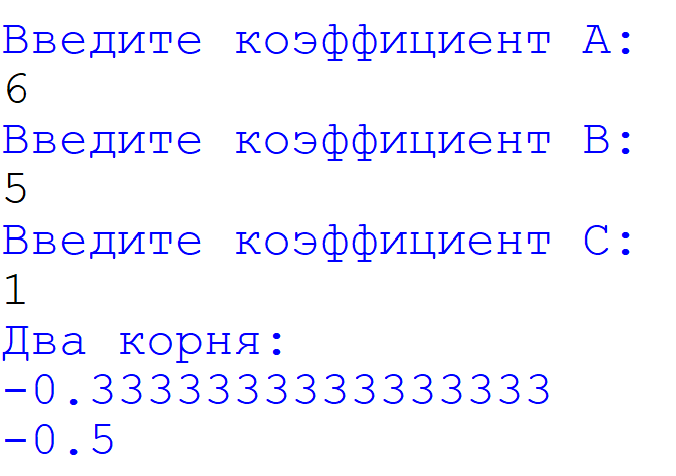 Введите коэффициент A:
6
Введите коэффициент B:
5
Введите коэффициент C:
1
Два корня:
-0.3333333333333333
-0.5